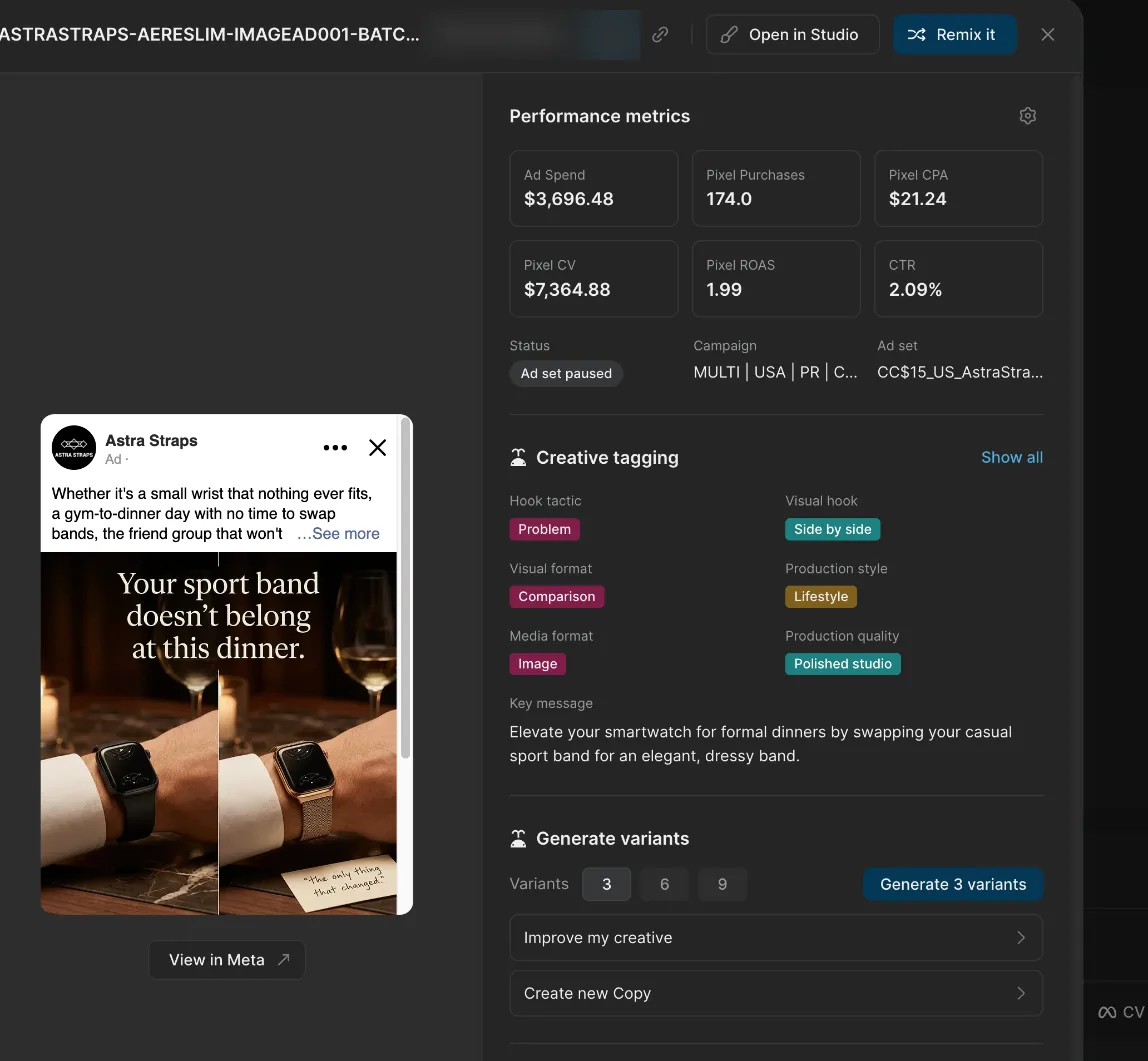 ASTRASTRAPS-AERESLIM-IMAGEAD001-BATC...
Open in Studio
Remix it
Performance metrics
Ad Spend
$3,696.48
Pixel Purchases
174.0
Pixel CPA
$21.24
Pixel CV
$7,364.88
Pixel ROAS
1.99
CTR
2.09%
Status
Ad set paused
Campaign
MULTI | USA | PR | C...
Ad set
CC$15_US_AstraStra...
ASTRA STRAPS
Astra Straps
Ad ·
Whether it's a small wrist that nothing ever fits,
a gym-to-dinner day with no time to swap
bands, the friend group that won't ...See more
Your sport band
doesn't belong
at this dinner.
"the only thing
that changed."
View in Meta
Creative tagging
Show all
Hook tactic
Problem
Visual hook
Side by side
Visual format
Comparison
Production style
Lifestyle
Media format
Image
Production quality
Polished studio
Key message
Elevate your smartwatch for formal dinners by swapping your casual
sport band for an elegant, dressy band.
Generate variants
Variants 3 6 9
Generate 3 variants
Improve my creative
Create new Copy
CV